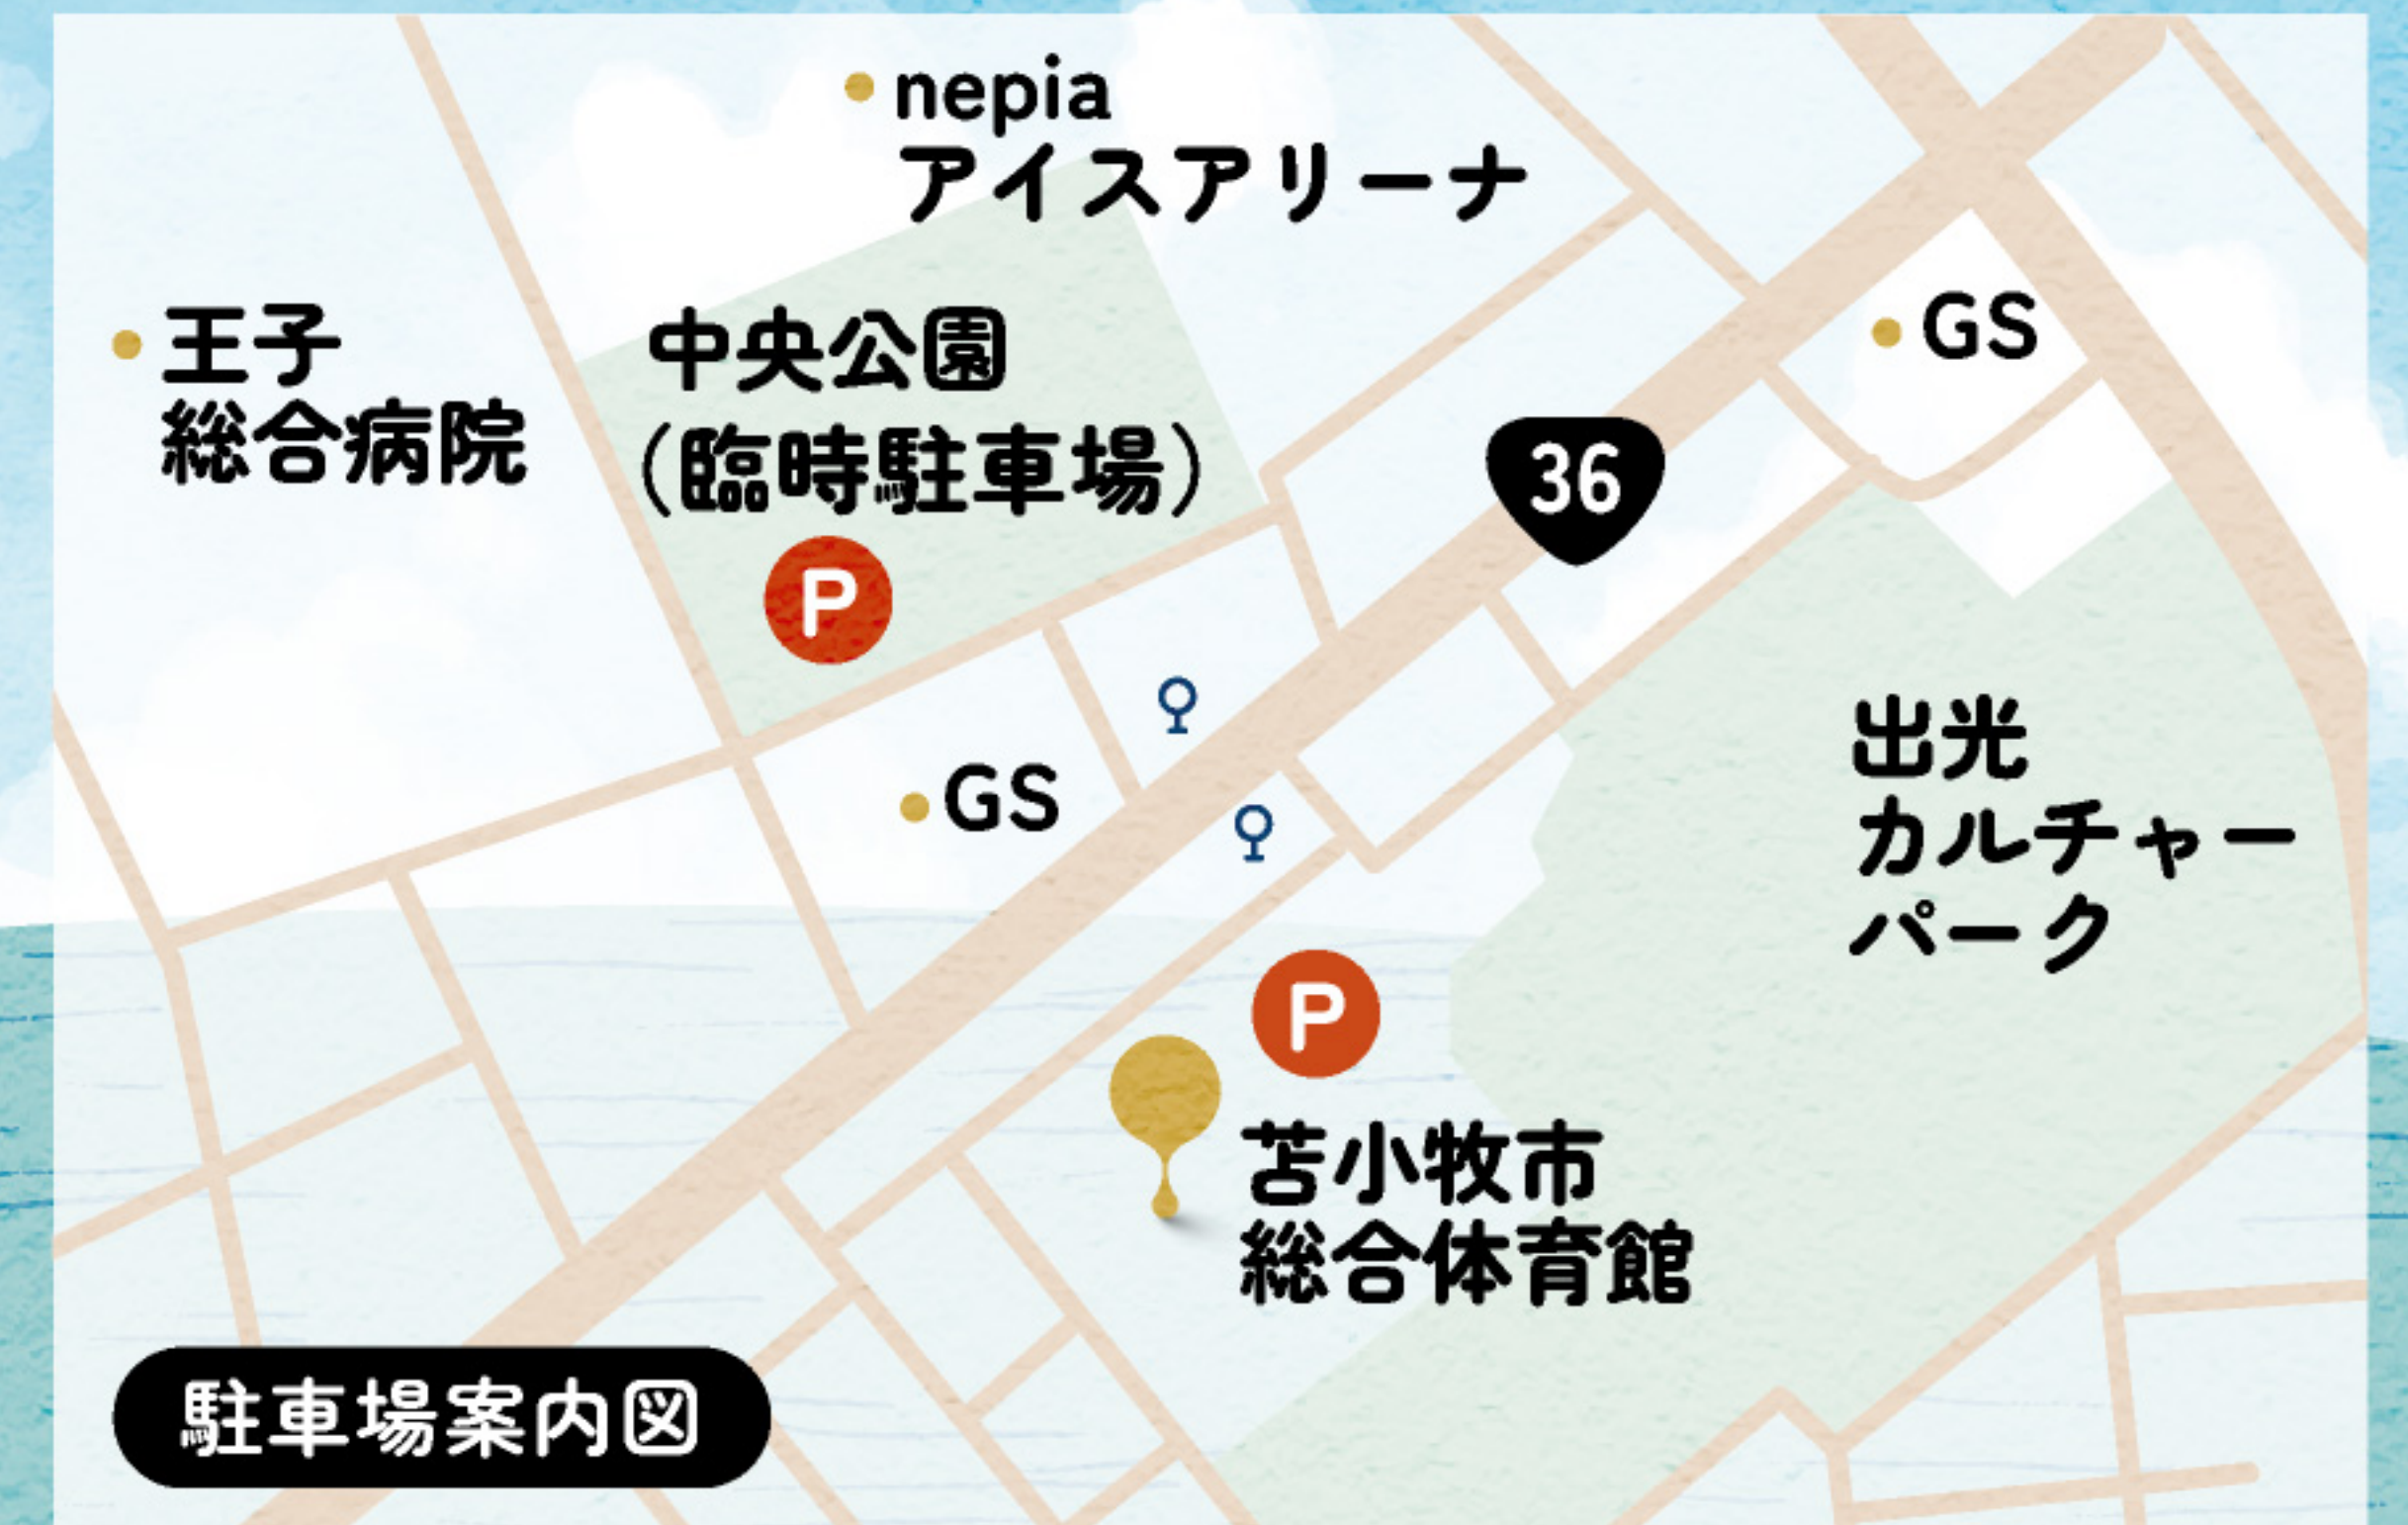 nepia
アイスアリーナ
王子
総合病院
中央公園
（臨時駐車場）
P
GS
36
GS
出光
カルチャー
パーク
P
苫小牧市
総合体育館
駐車場案内図